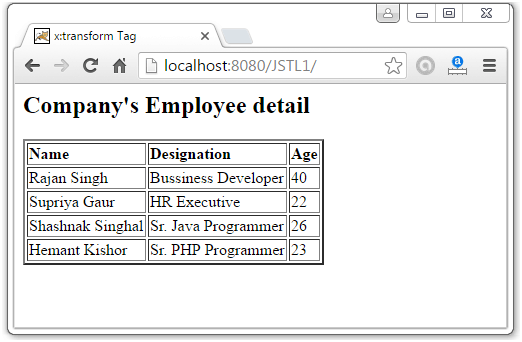 x:transform Tag
localhost:8080/JSTL1/
Company's Employee detail
Name Designation Age
Rajan Singh Bussiness Developer 40
Supriya Gaur HR Executive 22
Shashnak Singhal Sr. Java Programmer 26
Hemant Kishor Sr. PHP Programmer 23